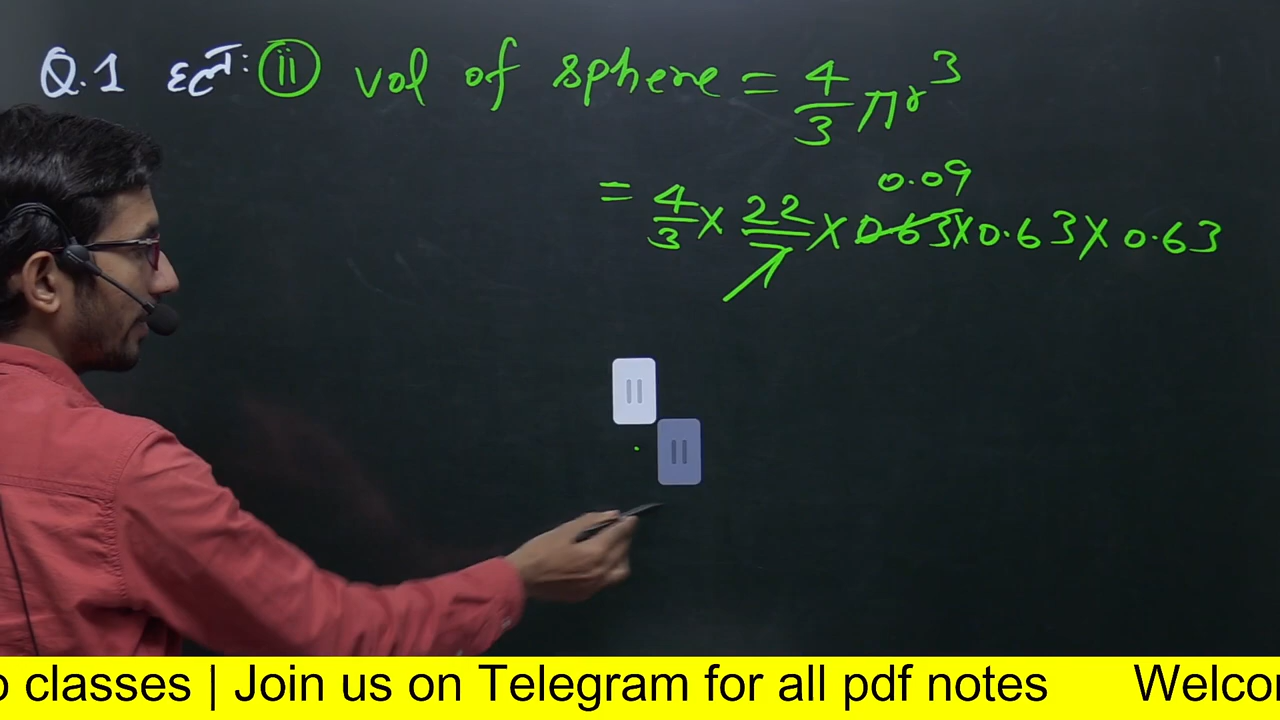 Q.1 हल: (ii) vol of sphere = 4/3 πr³
0.09
= 4/3 × 22/7 × 0.63 × 0.63 × 0.63
o classes | Join us on Telegram for all pdf notes Welco